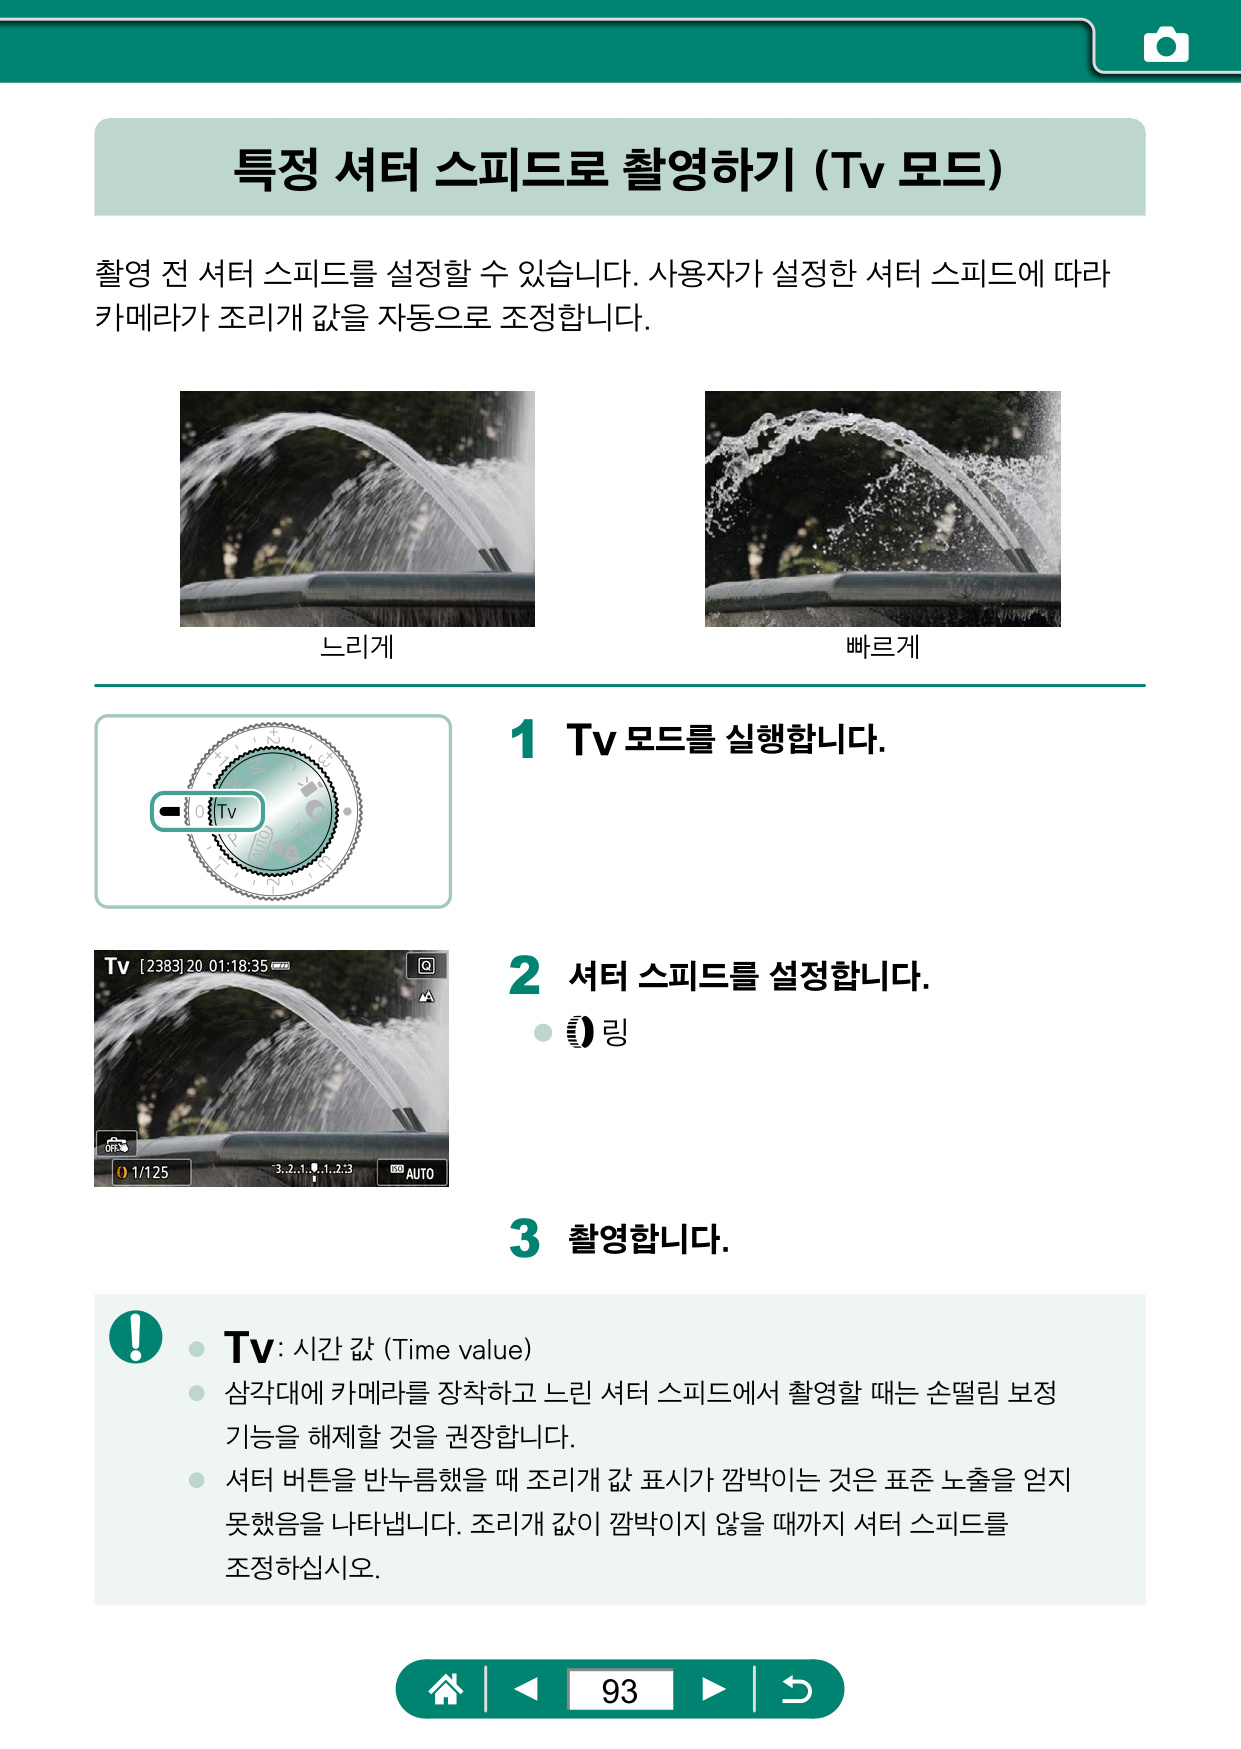 특정 셔터 스피드로 촬영하기 (Tv 모드)
촬영 전 셔터 스피드를 설정할 수 있습니다. 사용자가 설정한 셔터 스피드에 따라
카메라가 조리개 값을 자동으로 조정합니다.
느리게
빠르게
0 Tv
AUTO
1 Tv 모드를 실행합니다.
Tv [2383] 20 01:18:35
Q
OFF
1/125
-3..2..1..0..1..2..+3
ISO AUTO
2 셔터 스피드를 설정합니다.
● 링
3 촬영합니다.
● Tv: 시간 값 (Time value)
● 삼각대에 카메라를 장착하고 느린 셔터 스피드에서 촬영할 때는 손떨림 보정
기능을 해제할 것을 권장합니다.
● 셔터 버튼을 반누름했을 때 조리개 값 표시가 깜박이는 것은 표준 노출을 얻지
못했음을 나타냅니다. 조리개 값이 깜박이지 않을 때까지 셔터 스피드를
조정하십시오.
93